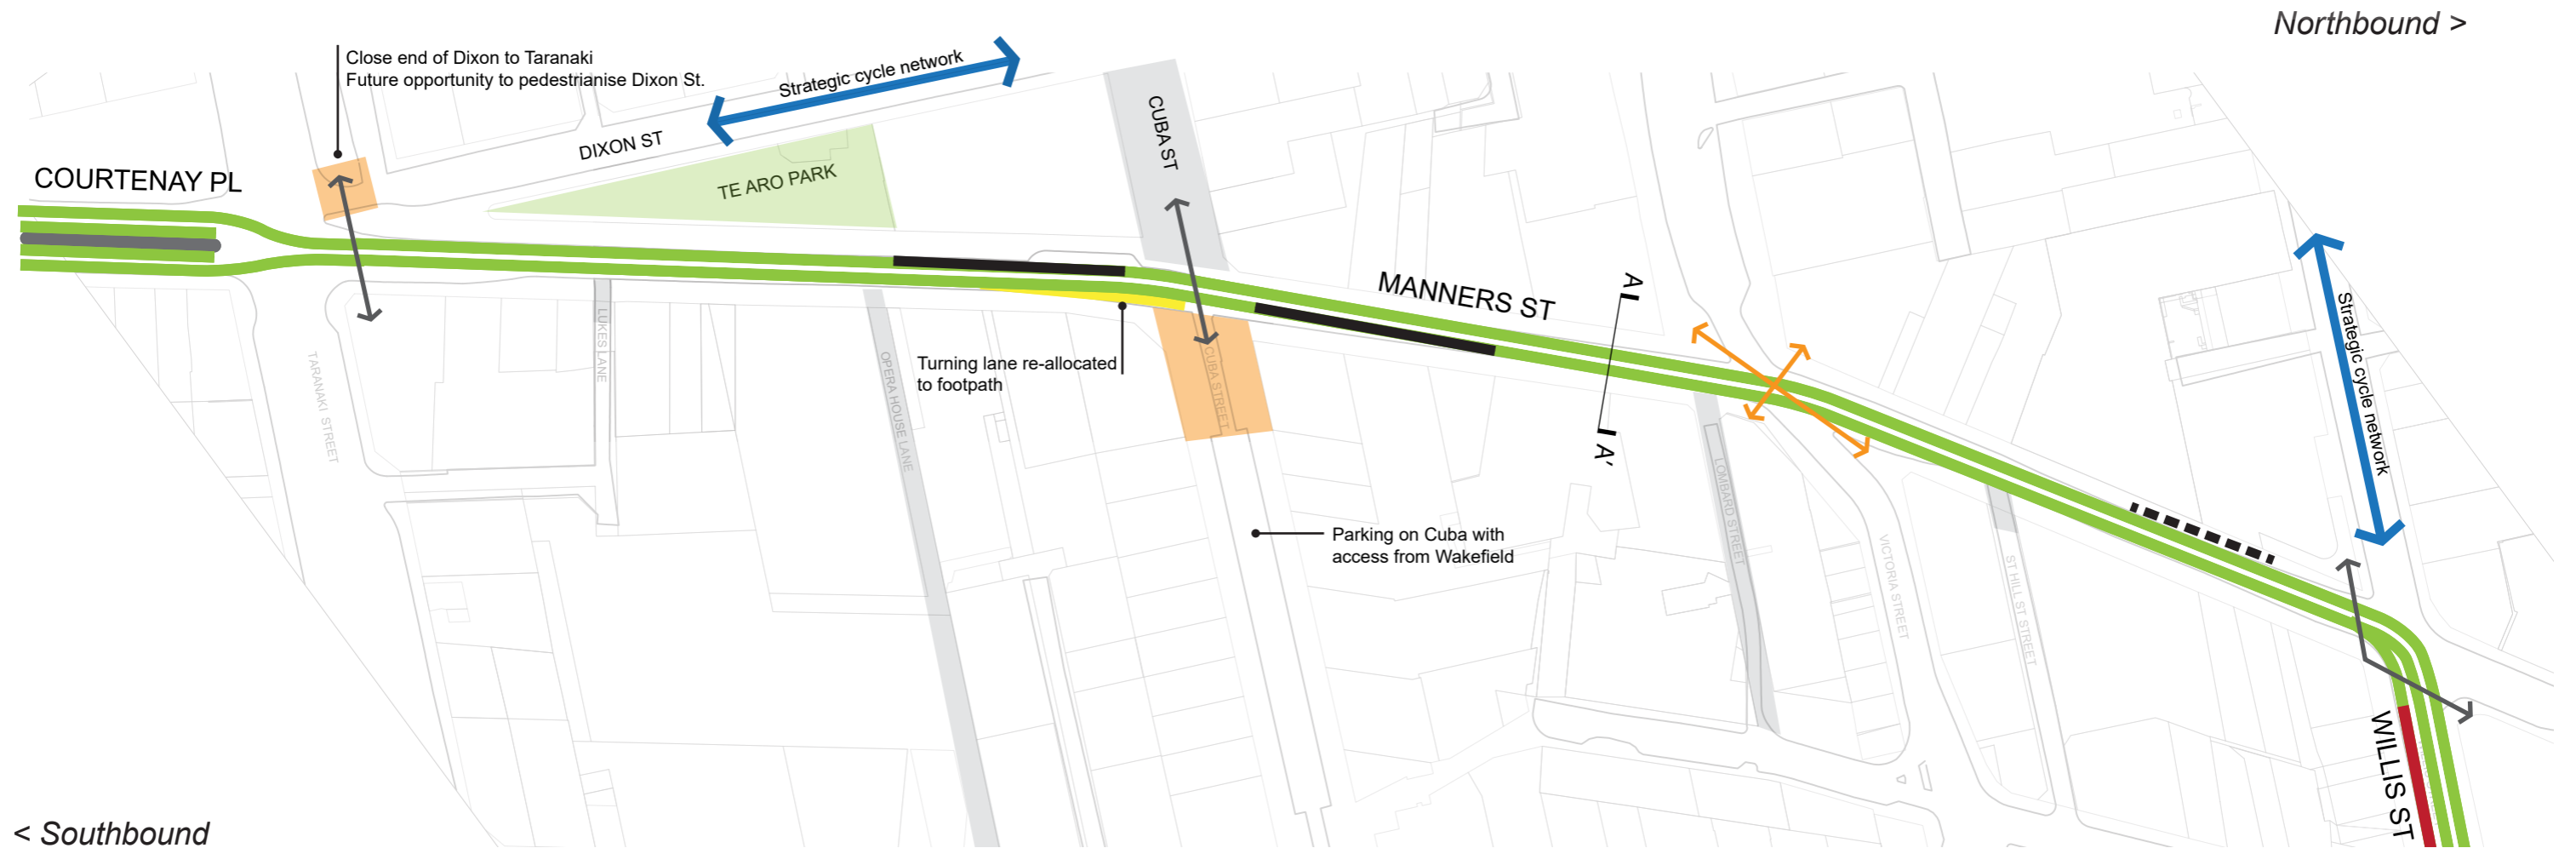 Northbound >
Close end of Dixon to Taranaki
Future opportunity to pedestrianise Dixon St.
Strategic cycle network
CUBA ST
DIXON ST
COURTENAY PL
TE ARO PARK
MANNERS ST
A
A'
Strategic cycle network
LUKES LANE
TARANAKI STREET
OPERA HOUSE LANE
Turning lane re-allocated
to footpath
CUBA STREET
LOMBARD STREET
Parking on Cuba with
access from Wakefield
VICTORIA STREET
ST HILL ST STREET
WILLIS ST
< Southbound